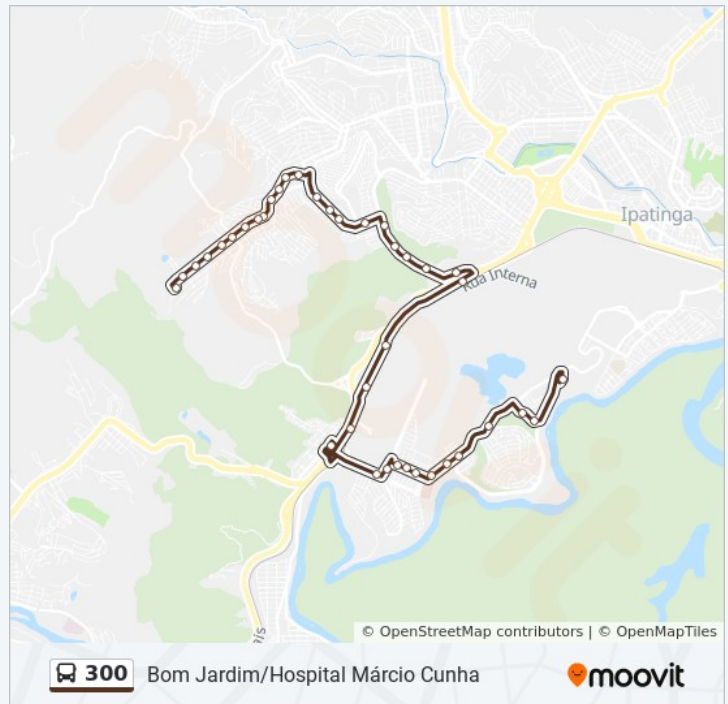 Ipatinga
Rua Interna
© OpenStreetMap contributors | © OpenMapTiles
300 Bom Jardim/Hospital Márcio Cunha
moovit